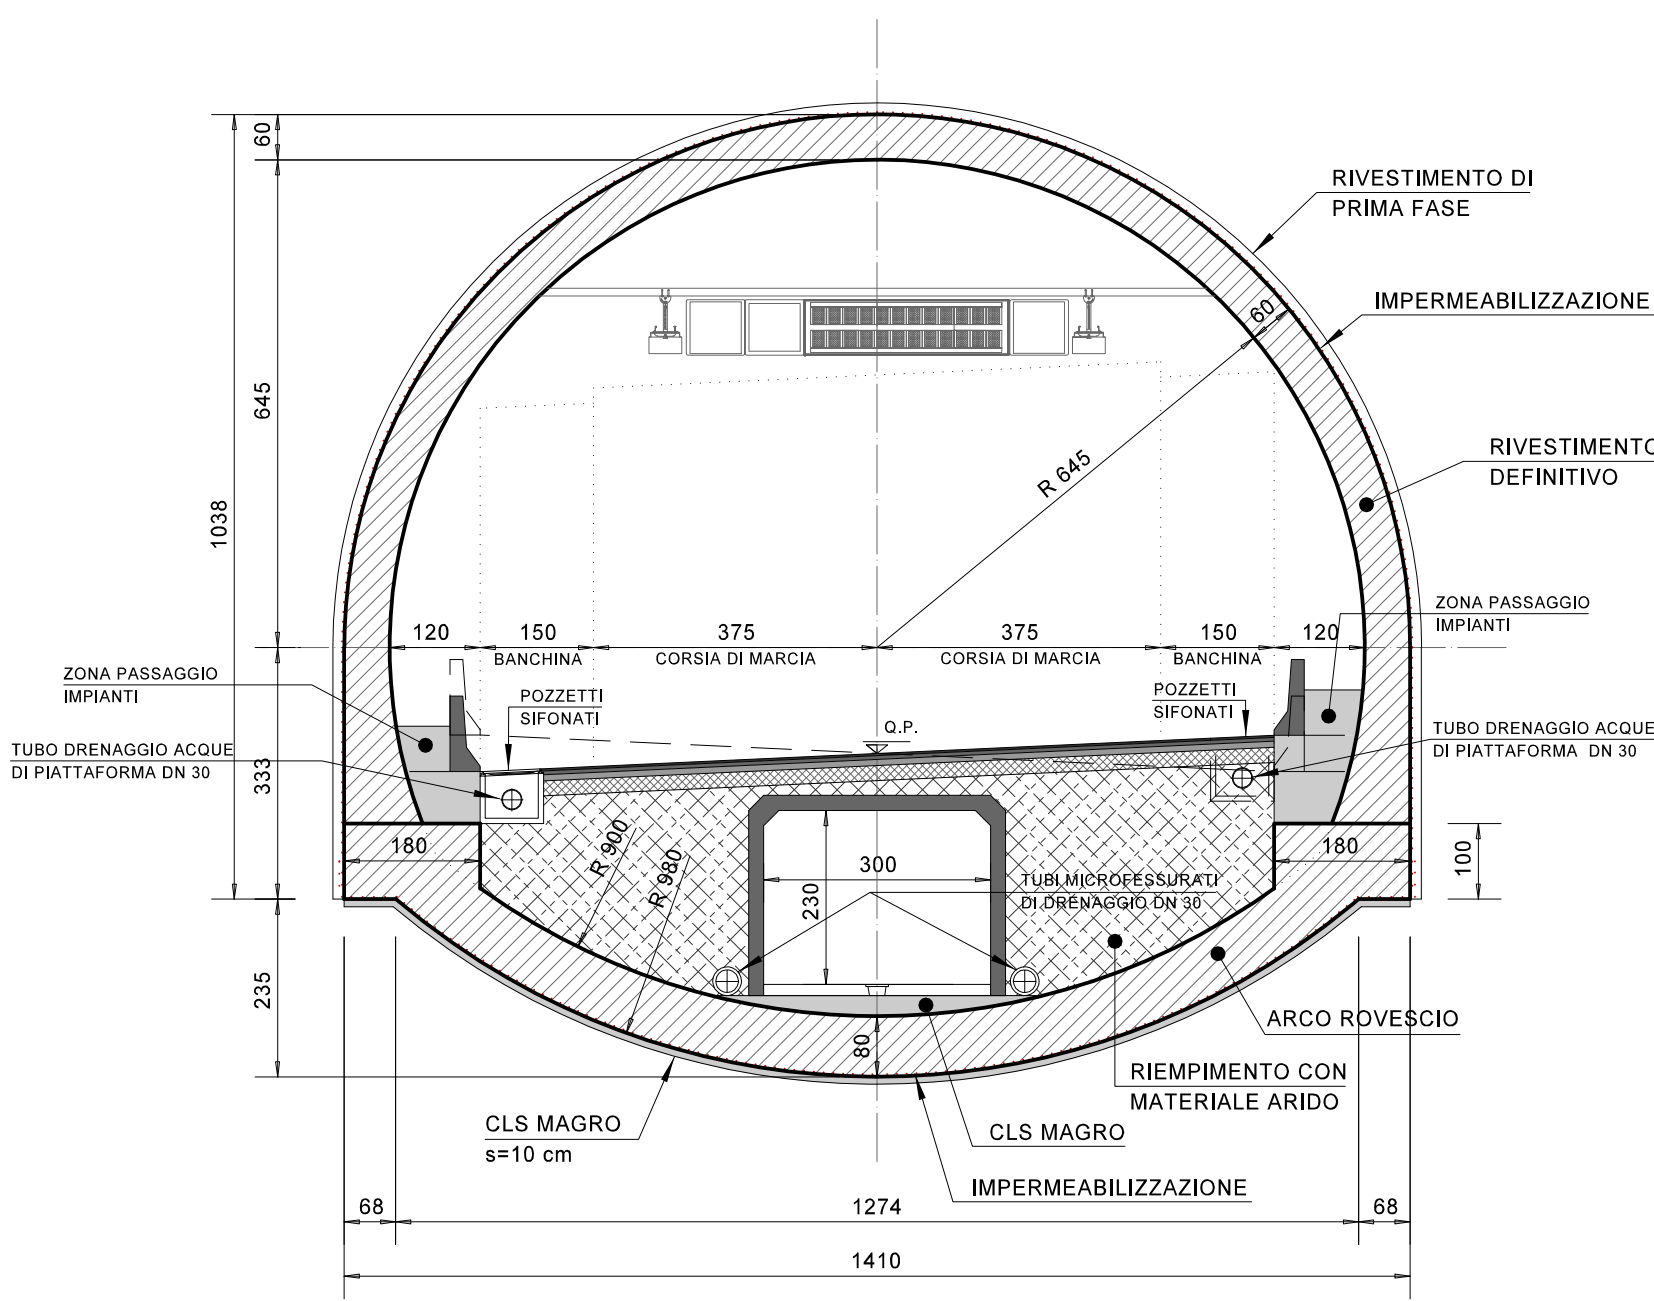 60
RIVESTIMENTO DI
PRIMA FASE
60
IMPERMEABILIZZAZIONE
645
R 645
RIVESTIMENTO
DEFINITIVO
1038
ZONA PASSAGGIO
IMPIANTI
120
150
375
375
150
120
BANCHINA
CORSIA DI MARCIA
CORSIA DI MARCIA
BANCHINA
ZONA PASSAGGIO
IMPIANTI
POZZETTI
SIFONATI
POZZETTI
SIFONATI
Q.P.
TUBO DRENAGGIO ACQUE
DI PIATTAFORMA DN 30
TUBO DRENAGGIO ACQUE
DI PIATTAFORMA DN 30
333
R 900
R 980
180
180
100
300
230
TUBI MICROFESSURATI
DI DRENAGGIO DN 30
235
80
ARCO ROVESCIO
RIEMPIMENTO CON
MATERIALE ARIDO
CLS MAGRO
s=10 cm
CLS MAGRO
IMPERMEABILIZZAZIONE
68
1274
68
1410